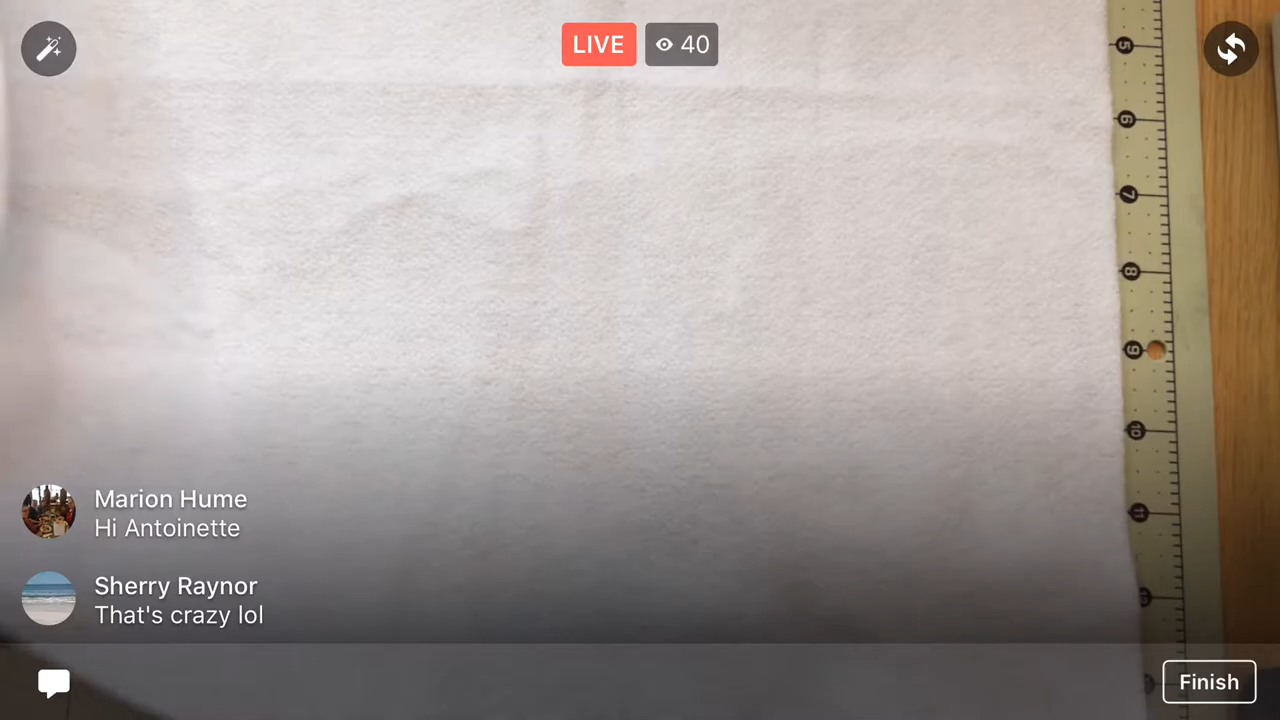 LIVE 40
5
6
7
8
9
10
11
12
Marion Hume
Hi Antoinette
Sherry Raynor
That's crazy lol
Finish